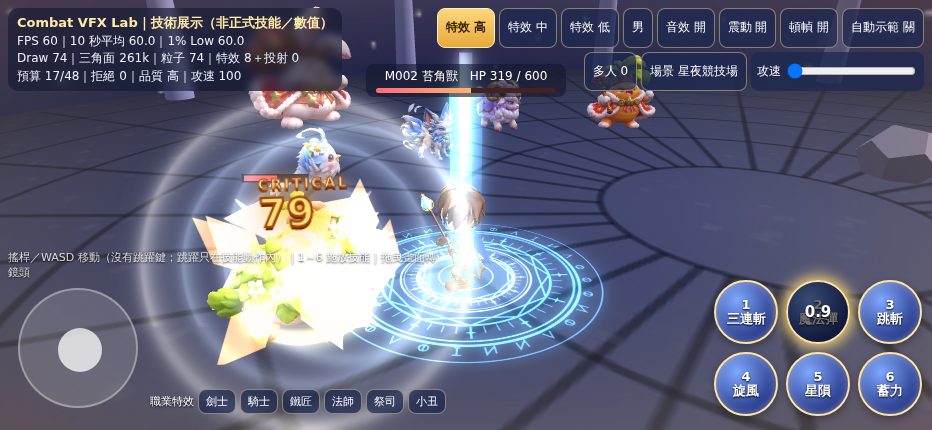 Combat VFX Lab｜技術展示（非正式技能／數值）
FPS 60｜10 秒平均 60.0｜1% Low 60.0
Draw 74｜三角面 261k｜粒子 74｜特效 8＋投射 0
預算 17/48｜拒絕 0｜品質 高｜攻速 100
特效 高
特效 中
特效 低
男
音效 開
震動 開
頓幀 開
自動示範 關
多人 0
場景 星夜競技場
攻速
M002 苔角獸 HP 319 / 600
CRITICAL
79
搖桿／WASD 移動（沒有跳躍鍵；跳躍只在技能動作內）｜1～6 施放技能｜拖曳畫面轉
鏡頭
1
三連斬
2
魔法彈
0.9
3
跳斬
4
旋風
5
星隕
6
蓄力
職業特效
劍士
騎士
鐵匠
法師
祭司
小丑